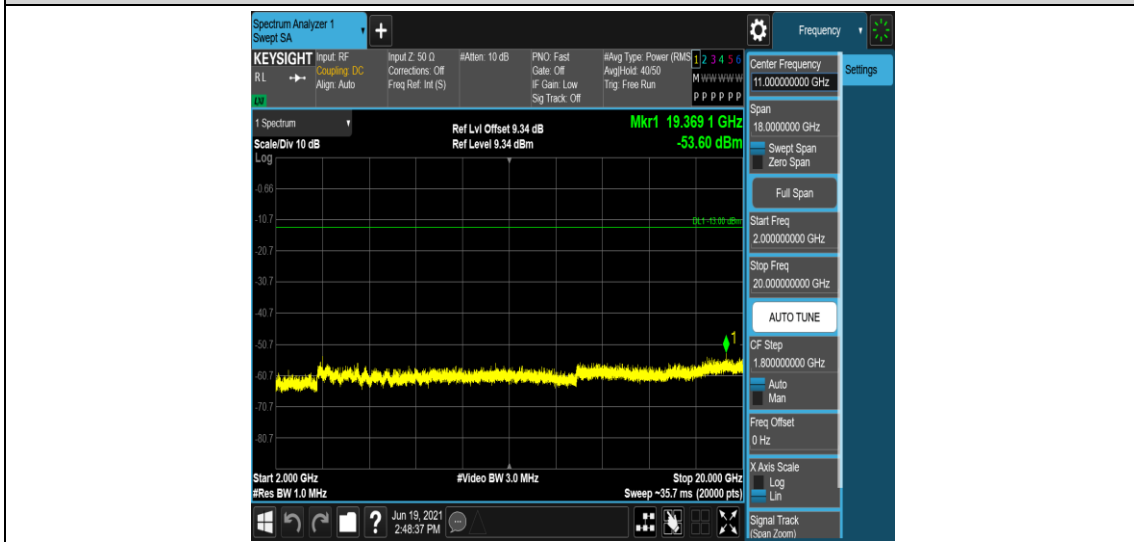 Spectrum Analyzer 1
Swept SA
+
Frequency
KEYSIGHT
RL
LXI
Input: RF
Coupling: DC
Align: Auto
Input Z: 50 Ω
Corrections: Off
Freq Ref: Int (S)
#Atten: 10 dB
PNO: Fast
Gate: Off
IF Gain: Low
Sig Track: Off
#Avg Type: Power (RMS
Avg|Hold: 40/50
Trig: Free Run
1 2 3 4 5 6
M W W W W W
P P P P P P
Center Frequency
11.000000000 GHz
Settings
Span
18.0000000 GHz
Swept Span
Zero Span
Full Span
Start Freq
2.000000000 GHz
Stop Freq
20.000000000 GHz
AUTO TUNE
CF Step
1.800000000 GHz
Auto
Man
Freq Offset
0 Hz
X Axis Scale
Log
Lin
Signal Track
(Span Zoom)
1 Spectrum
Scale/Div 10 dB
Log
Ref Lvl Offset 9.34 dB
Ref Level 9.34 dBm
Mkr1 19.369 1 GHz
-53.60 dBm
-0.66
-10.7
DL1 -13.00 dBm
-20.7
-30.7
-40.7
-50.7
1
-60.7
-70.7
-80.7
Start 2.000 GHz
#Res BW 1.0 MHz
#Video BW 3.0 MHz
Stop 20.000 GHz
Sweep ~35.7 ms (20000 pts)
?
Jun 19, 2021
2:48:37 PM